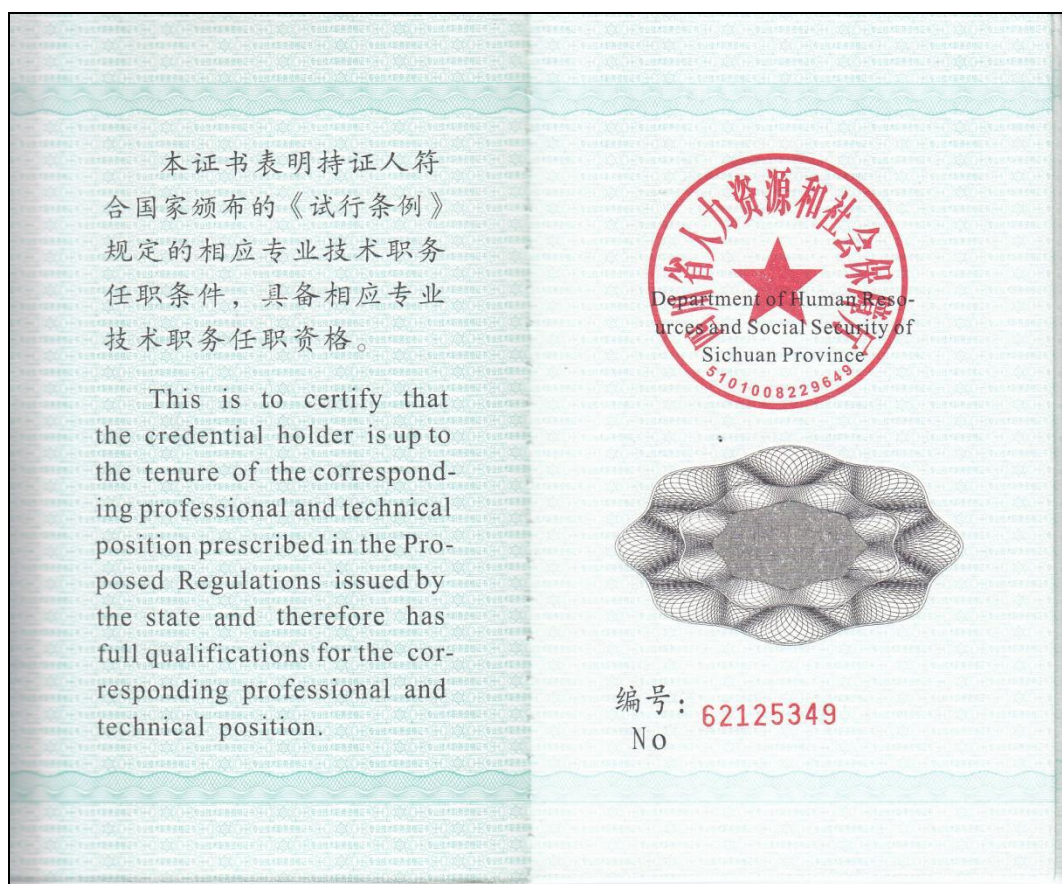 本证书表明持证人符
合国家颁布的《试行条例》
规定的相应专业技术职务
任职条件，具备相应专业
技术职务任职资格。
This is to certify that
the credential holder is up to
the tenure of the correspond-
ing professional and technical
position prescribed in the Pro-
posed Regulations issued by
the state and therefore has
full qualifications for the cor-
responding professional and
technical position.
四川省人力资源和社会保障厅
Department of Human Reso-
urces and Social Security of
Sichuan Province
5101008229649
编号：62125349
No